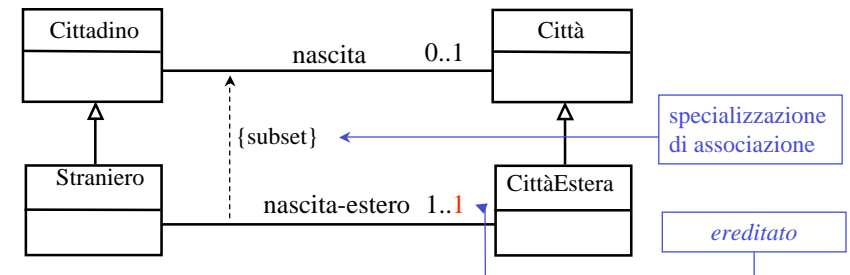 Cittadino
Città
nascita
0..1
{subset}
specializzazione
di associazione
Straniero
CittàEstera
nascita-estero
1..1
ereditato